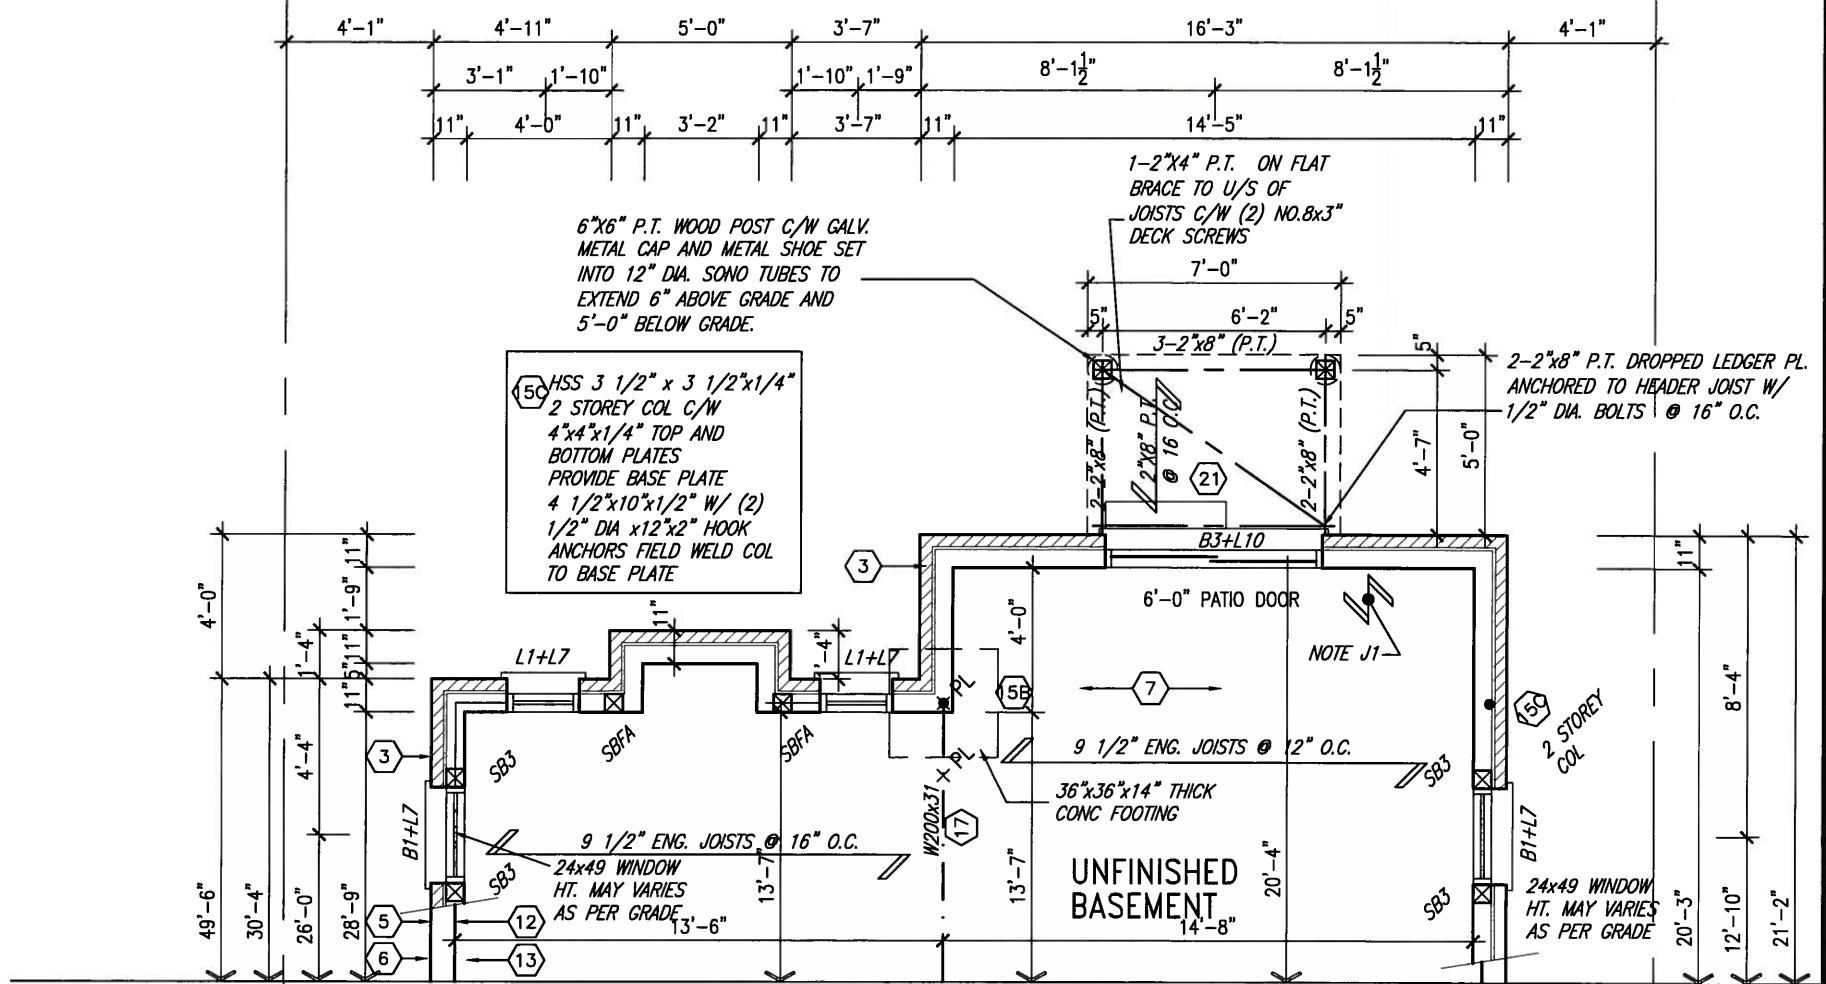 4'-1" 4'-11" 5'-0" 3'-7" 16'-3" 4'-1"
3'-1" 1'-10" 1'-10" 1'-9" 8'-1½" 8'-1½"
11" 4'-0" 11" 3'-2" 11" 3'-7" 11" 14'-5" 11"
1-2"X4" P.T. ON FLAT
BRACE TO U/S OF
JOISTS C/W (2) NO.8x3"
DECK SCREWS
6"X6" P.T. WOOD POST C/W GALV.
METAL CAP AND METAL SHOE SET
INTO 12" DIA. SONO TUBES TO
EXTEND 6" ABOVE GRADE AND
5'-0" BELOW GRADE.
7'-0"
5" 6'-2" 5"
3-2"x8" (P.T.)
2-2"x8" (P.T.)
2"X8" P.T.
@ 16 O.C.
2-2"x8" (P.T.)
21
5"
4'-7"
5'-0"
2-2"x8" P.T. DROPPED LEDGER PL.
ANCHORED TO HEADER JOIST W/
1/2" DIA. BOLTS @ 16" O.C.
15C HSS 3 1/2" x 3 1/2"x1/4"
2 STOREY COL C/W
4"x4"x1/4" TOP AND
BOTTOM PLATES
PROVIDE BASE PLATE
4 1/2"x10"x1/2" W/ (2)
1/2" DIA x12"x2" HOOK
ANCHORS FIELD WELD COL
TO BASE PLATE
3
B3+L10
6'-0" PATIO DOOR
NOTE J1
4'-0"
11"
1'-9"
1'-4"
11"
5"
11"
4'-0"
4'-4"
11"
1'-4"
L1+L7
L1+L
PL
15B
7
15C
2 STOREY
COL
11"
8'-4"
3
SB3
SBFA
SBFA
PL
9 1/2" ENG. JOISTS @ 12" O.C.
SB3
36"x36"x14" THICK
CONC FOOTING
W200x31
17
B1+L7
9 1/2" ENG. JOISTS @ 16" O.C.
24x49 WINDOW
HT. MAY VARIES
AS PER GRADE
SB3
13'-7"
13'-7"
20'-4"
UNFINISHED
BASEMENT
SB3
B1+L7
24x49 WINDOW
HT. MAY VARIES
AS PER GRADE
49'-6"
30'-4"
26'-0"
28'-9"
5
12
6
13
13'-6"
14'-8"
20'-3"
12'-10"
21'-2"